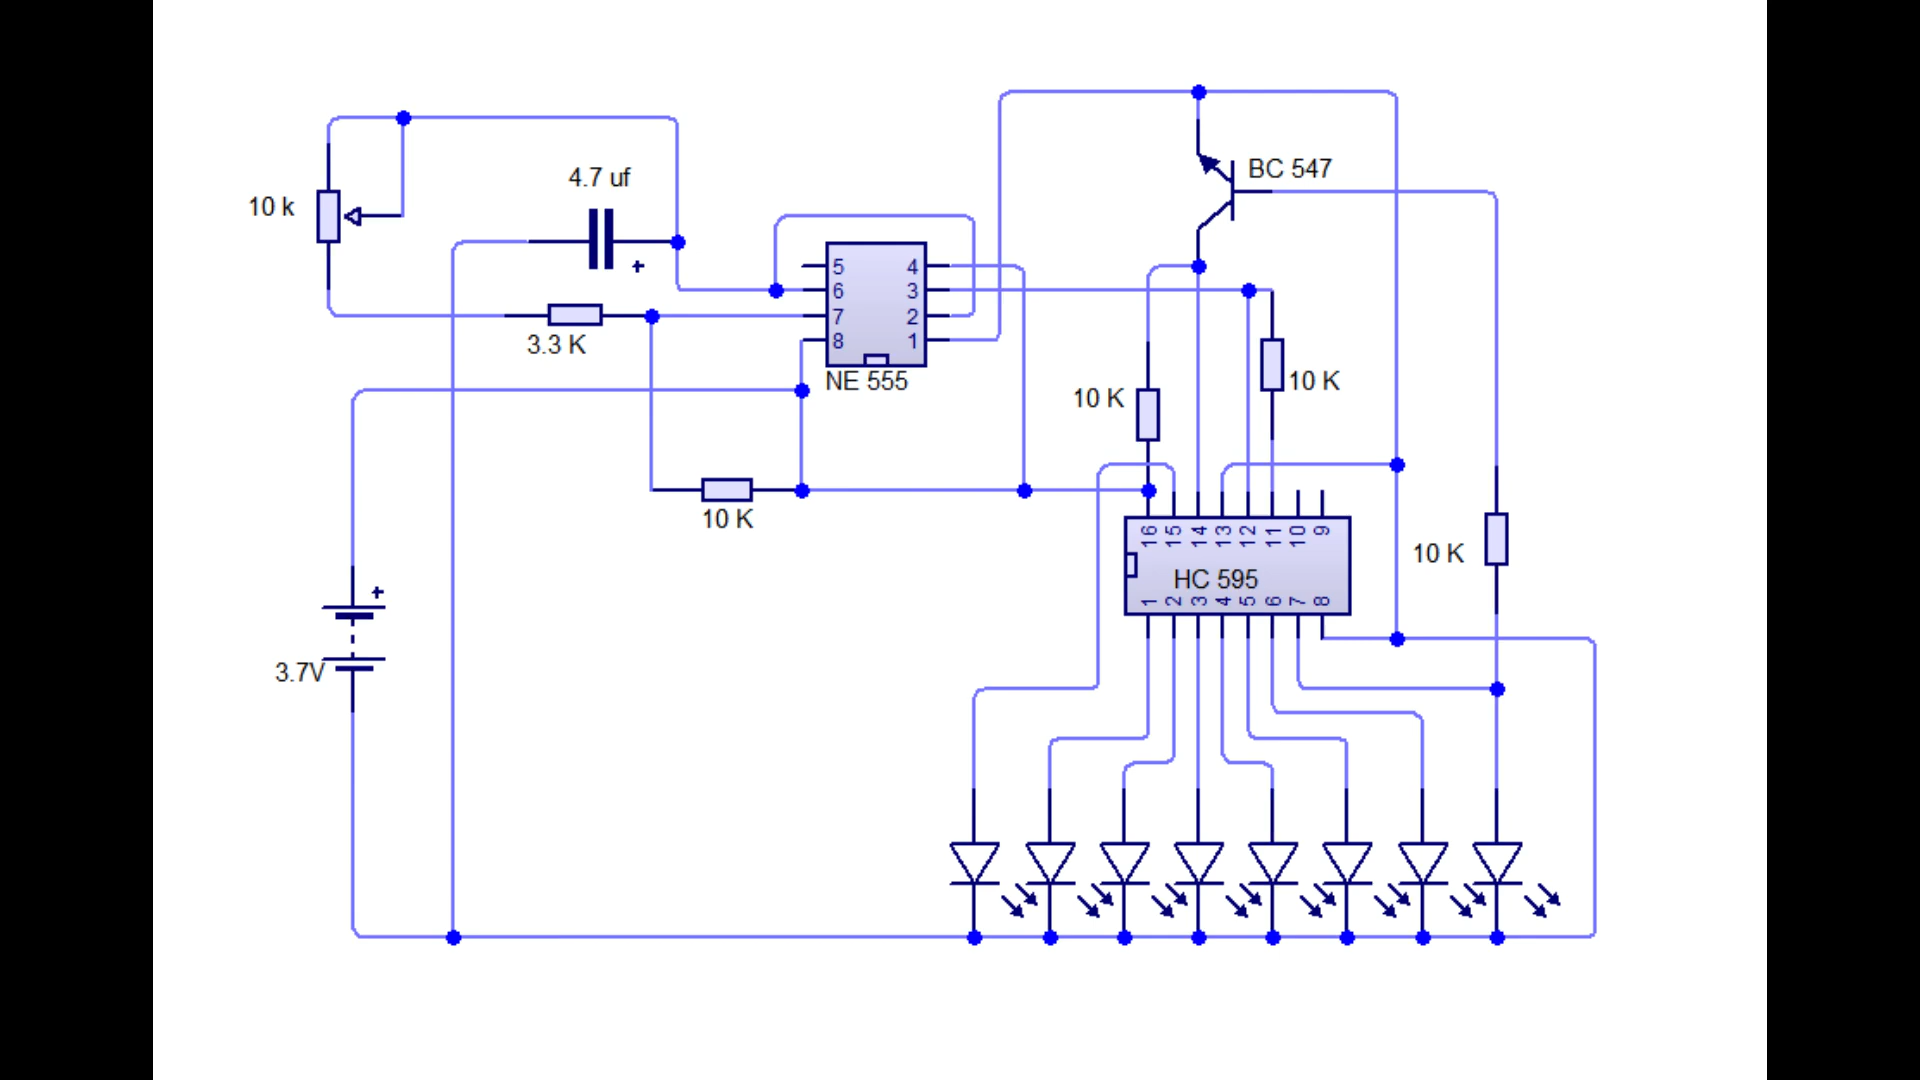 BC 547
4.7 uf
10 k
+
5 4
6 3
7 2
8 1
3.3 K
NE 555
10 K
10 K
10 K
16 15 14 13 12 11 10 9
10 K
HC 595
+
1 2 3 4 5 6 7 8
3.7V